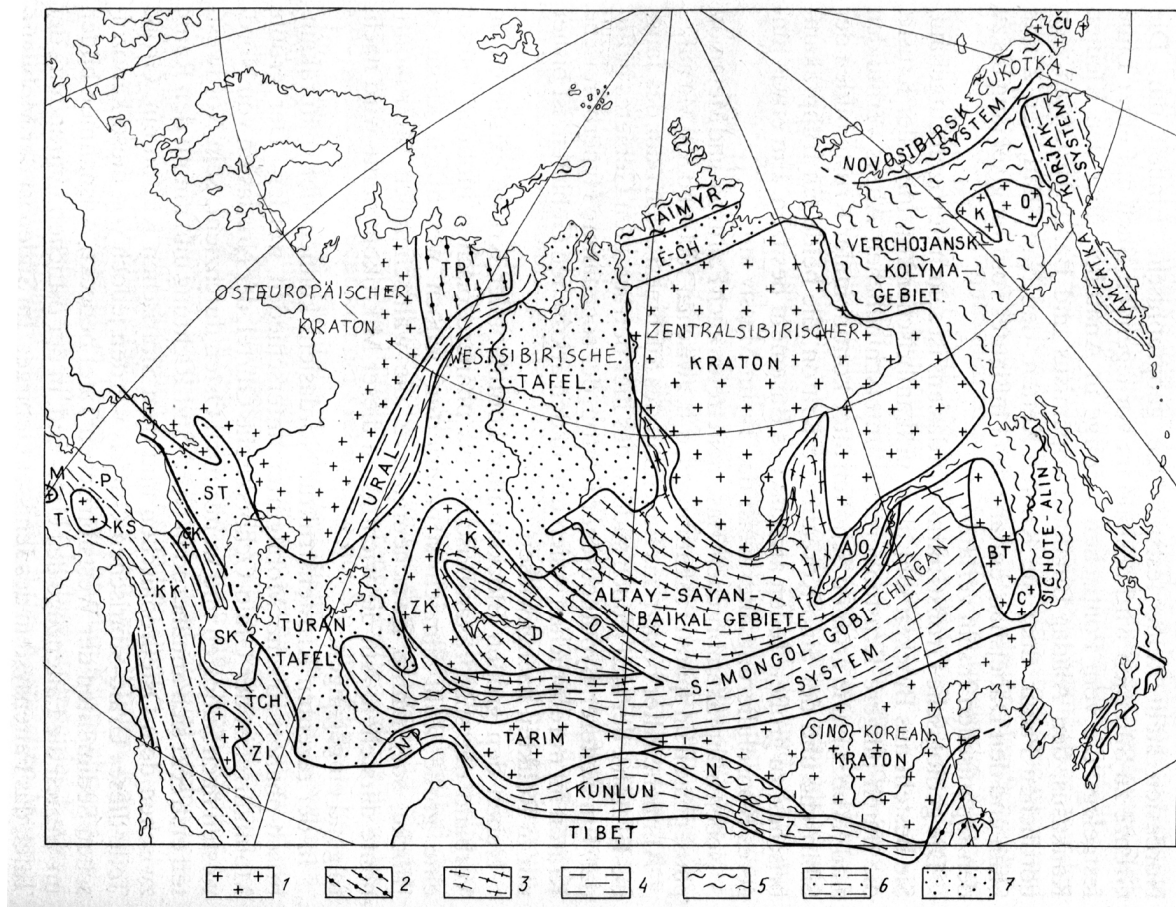 ČU
ČUKOTKA
NOVOSIBIRSK
SYSTEM
KORJAK
SYSTEM
TAIMYR
E-CH
K
O
TP
VERCHOJANSK-
KOLYMA-
GEBIET
KAMČATKA
OSTEUROPÄISCHER
KRATON
ZENTRALSIBIRISCHER
KRATON
WESTSIBIRISCHE
TAFEL
URAL
M
P
T
KS
ST
GK
KK
SK
K
AO
BT
C
SICHOTE ALIN
ZK
D
OZ
ALTAY-SAYAN-
BAIKAL GEBIETE
CHINGAN
S-MONGOL-GOBI
SYSTEM
TURAN
TAFEL
TCH
ZI
NP
TARIM
SINO-KOREAN.
KRATON
N
KUNLUN
TIBET
Z
Y
1
2
3
4
5
6
7